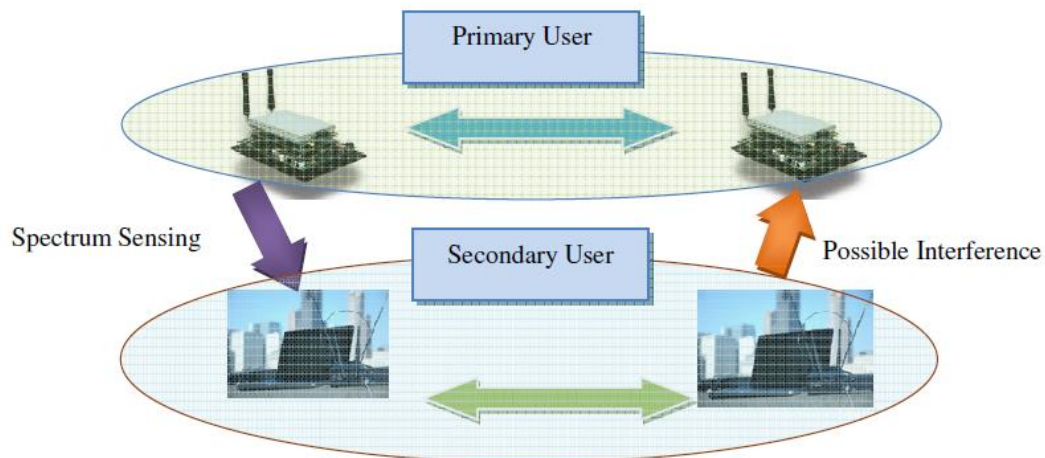 Primary User
Spectrum Sensing
Secondary User
Possible Interference